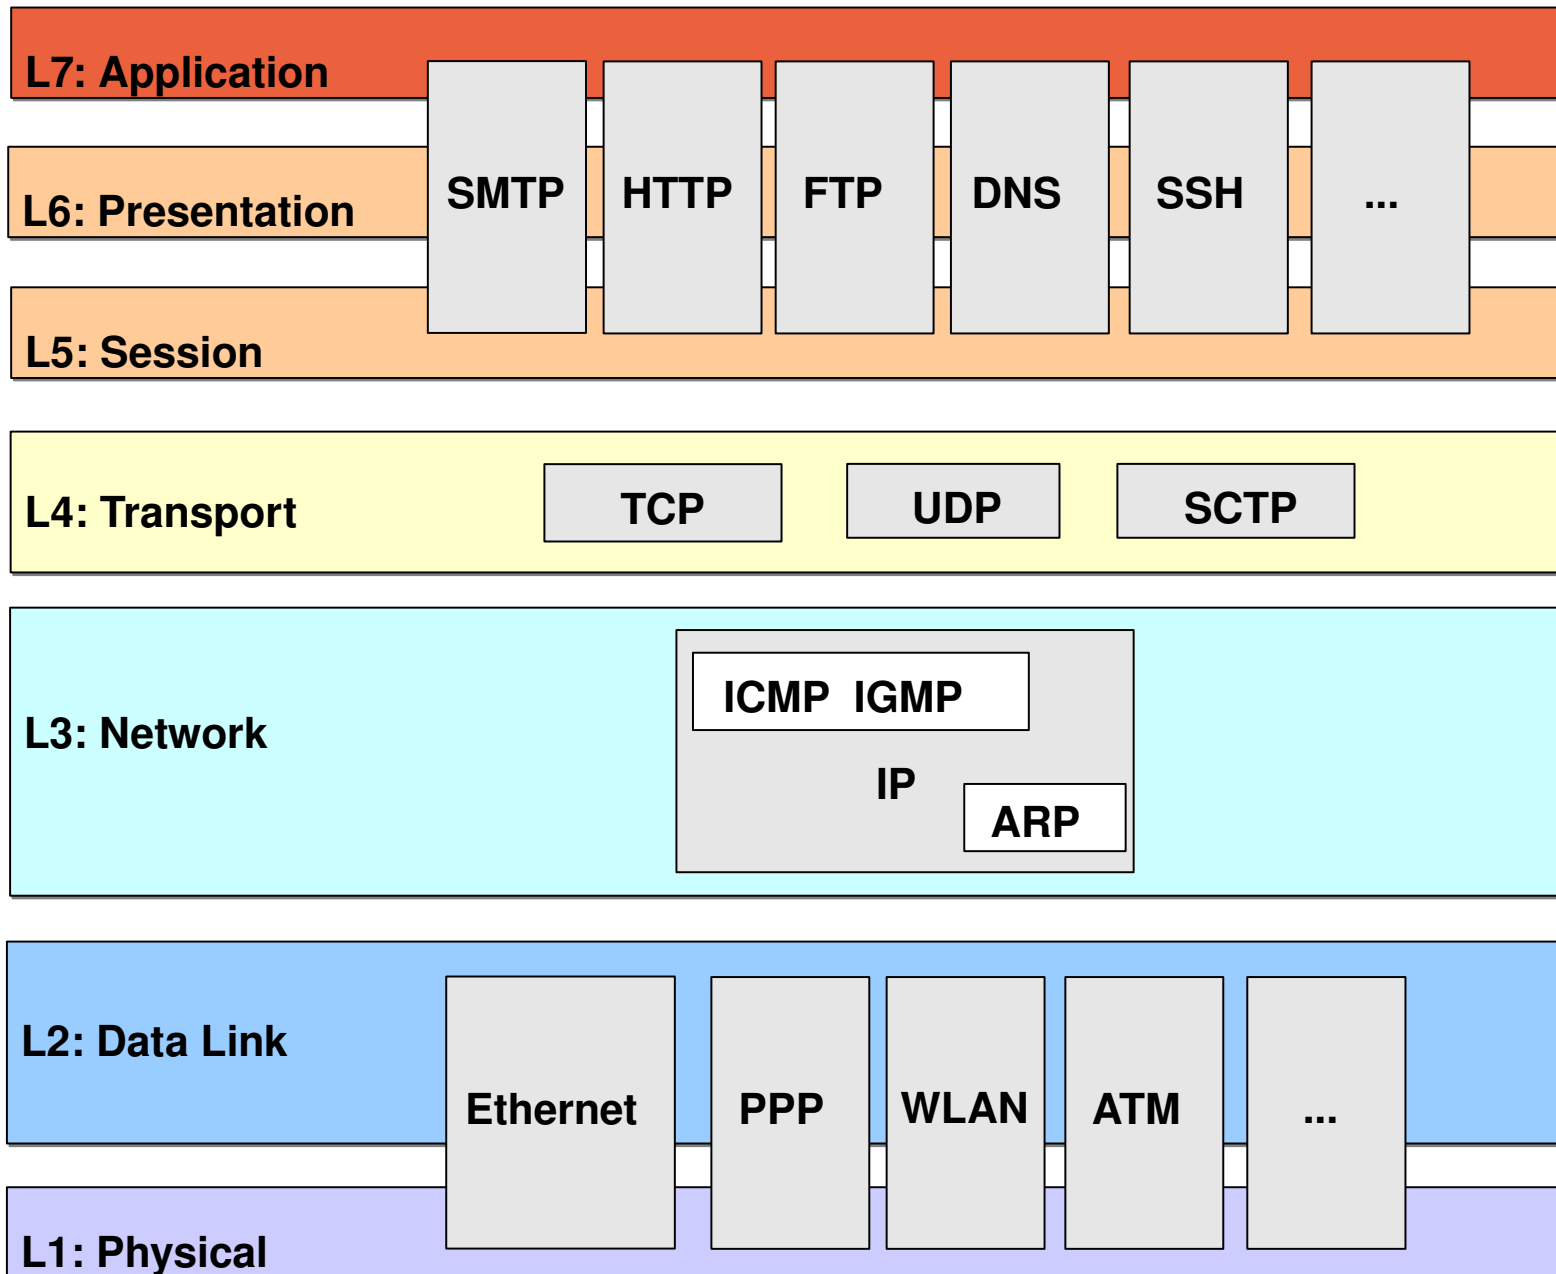 L7: Application
SMTP HTTP FTP DNS SSH ...
L6: Presentation
L5: Session
L4: Transport
TCP UDP SCTP
ICMP IGMP
L3: Network
IP
ARP
L2: Data Link
Ethernet PPP WLAN ATM ...
L1: Physical